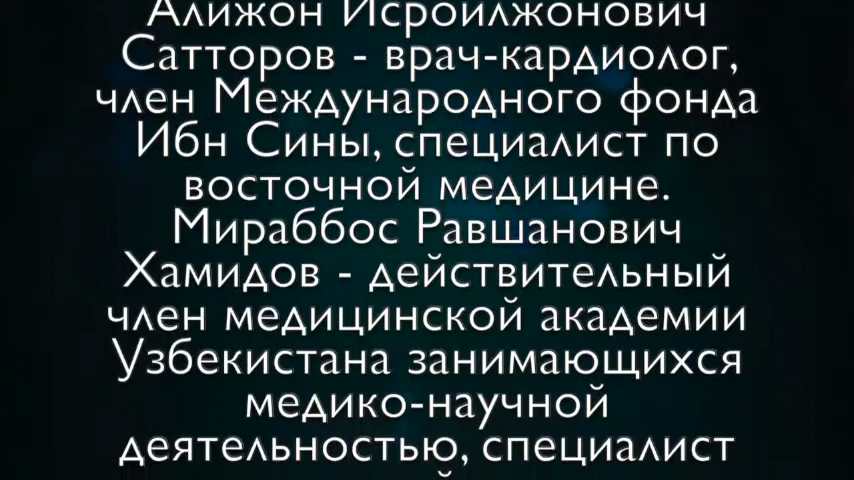 Алижон Исроилжонович
Сатторов - врач-кардиолог,
член Международного фонда
Ибн Сины, специалист по
восточной медицине.
Мираббос Равшанович
Хамидов - действительный
член медицинской академии
Узбекистана занимающихся
медико-научной
деятельностью, специалист